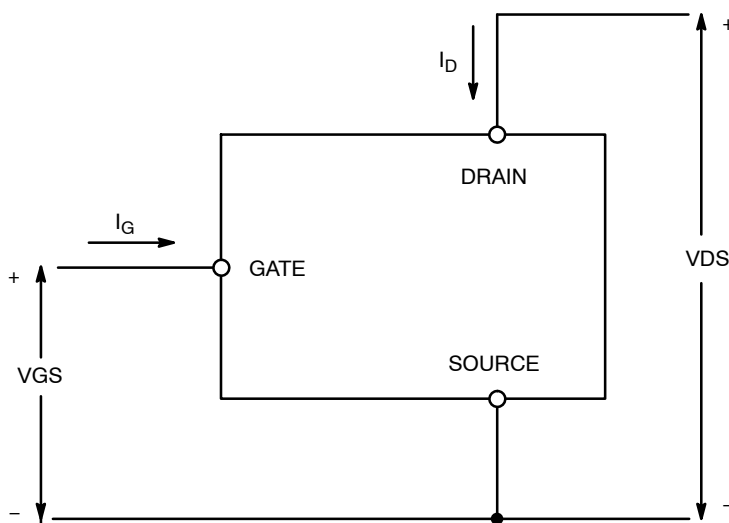 +
I_D
DRAIN
I_G
GATE
+
VDS
VGS
SOURCE
−
−